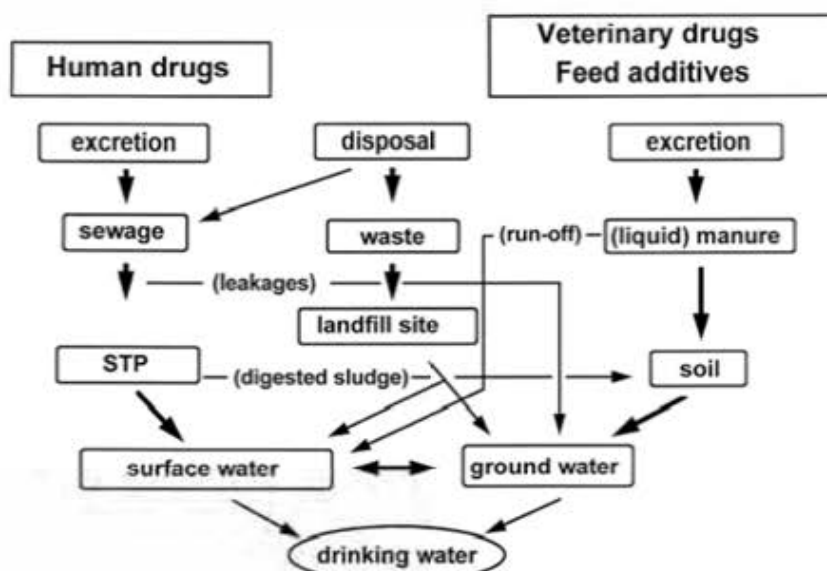 Human drugs
Veterinary drugs
Feed additives
excretion
disposal
excretion
sewage
waste
(run-off)
(liquid) manure
(leakages)
landfill site
STP
(digested sludge)
soil
surface water
ground water
drinking water